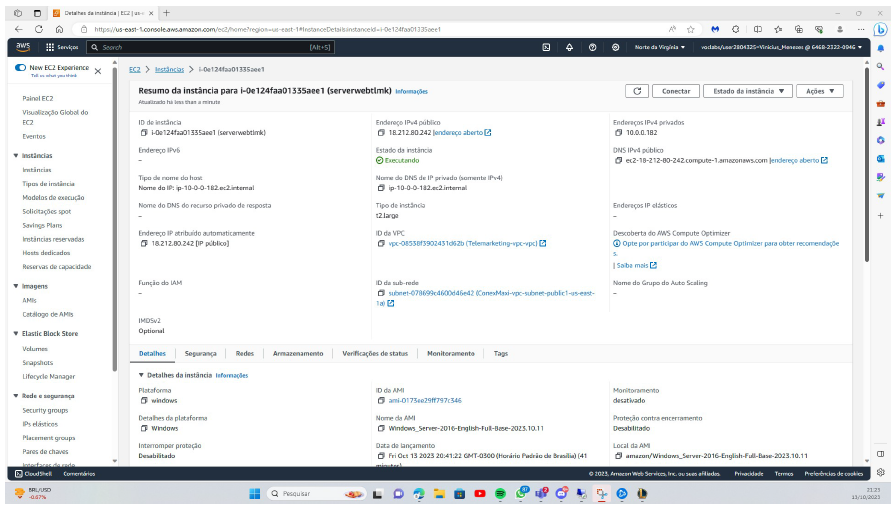 Detalhes da instância | EC2 | us-e
https://us-east-1.console.aws.amazon.com/ec2/home?region=us-east-1#InstanceDetails:instanceId=i-0e124faa01335aee1
aws
Serviços
Search
[Alt+S]
Norte da Virgínia
voclabs/user2804325=Vinicius_Menezes @ 6468-2322-0946
New EC2 Experience
Tell us what you think
EC2 > Instâncias > i-0e124faa01335aee1
Painel EC2
Visualização Global do
EC2
Eventos
Instâncias
Instâncias
Tipos de instância
Modelos de execução
Solicitações spot
Savings Plans
Instâncias reservadas
Hosts dedicados
Reservas de capacidade
Imagens
AMIs
Catálogo de AMIs
Elastic Block Store
Volumes
Snapshots
Lifecycle Manager
Rede e segurança
Security groups
IPs elásticos
Placement groups
Pares de chaves
Interfaces de rede
Resumo da instância para i-0e124faa01335aee1 (serverwebtlmk) Informações
Atualizado há less than a minute
Conectar
Estado da instância
Ações
ID de instância
i-0e124faa01335aee1 (serverwebtlmk)
Endereço IPv4 público
18.212.80.242 |endereço aberto
Endereços IPv4 privados
10.0.0.182
Endereço IPv6
–
Estado da instância
Executando
DNS IPv4 público
ec2-18-212-80-242.compute-1.amazonaws.com |endereço aberto
Tipo de nome do host
Nome do IP: ip-10-0-0-182.ec2.internal
Nome do DNS de IP privado (somente IPv4)
ip-10-0-0-182.ec2.internal
Nome do DNS do recurso privado de resposta
–
Tipo de instância
t2.large
Endereços IP elásticos
–
Endereço IP atribuído automaticamente
18.212.80.242 [IP público]
ID da VPC
vpc-08538f3902431d62b (Telemarketing-vpc-vpc)
Descoberta do AWS Compute Optimizer
Opte por participar do AWS Compute Optimizer para obter recomendaçõe
s.
| Saiba mais
Função do IAM
–
ID da sub-rede
subnet-078699c4600d46e42 (ConexMaxi-vpc-subnet-public1-us-east-
1a)
Nome do Grupo do Auto Scaling
–
IMDSv2
Optional
Detalhes
Segurança
Redes
Armazenamento
Verificações de status
Monitoramento
Tags
Detalhes da instância Informações
Plataforma
windows
ID da AMI
ami-0173ee29ff797c346
Monitoramento
desativado
Detalhes da plataforma
Windows
Nome da AMI
Windows_Server-2016-English-Full-Base-2023.10.11
Proteção contra encerramento
Desabilitado
Interromper proteção
Desabilitado
Data de lançamento
Fri Oct 13 2023 20:41:22 GMT-0300 (Horário Padrão de Brasília) (41
minutes)
Local da AMI
amazon/Windows_Server-2016-English-Full-Base-2023.10.11
CloudShell
Comentários
© 2023, Amazon Web Services, Inc. ou suas afiliadas.
Privacidade
Termos
Preferências de cookies
BRL/USD
-0.67%
Pesquisar
21:23
13/10/2023